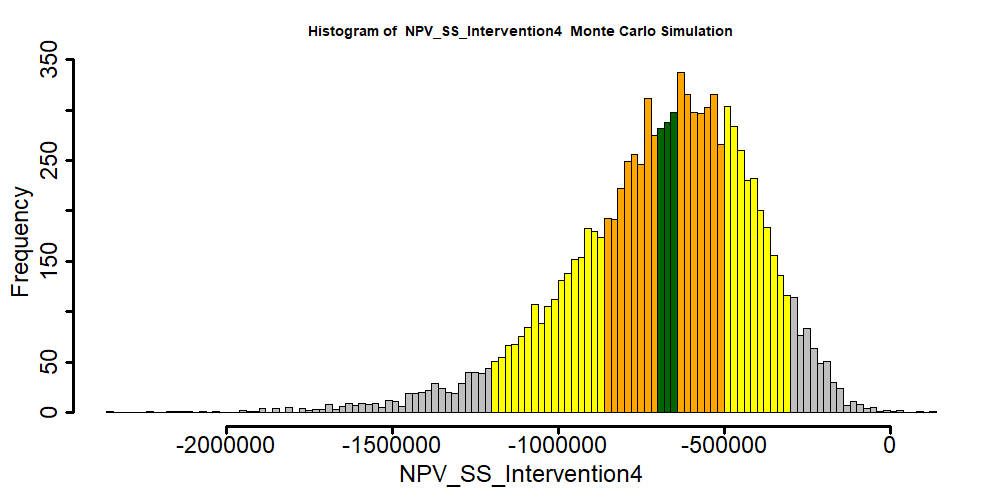 Histogram of  NPV_SS_Intervention4  Monte Carlo Simulation
350
250
150
50
0
Frequency
-2000000 -1500000 -1000000 -500000 0
NPV_SS_Intervention4